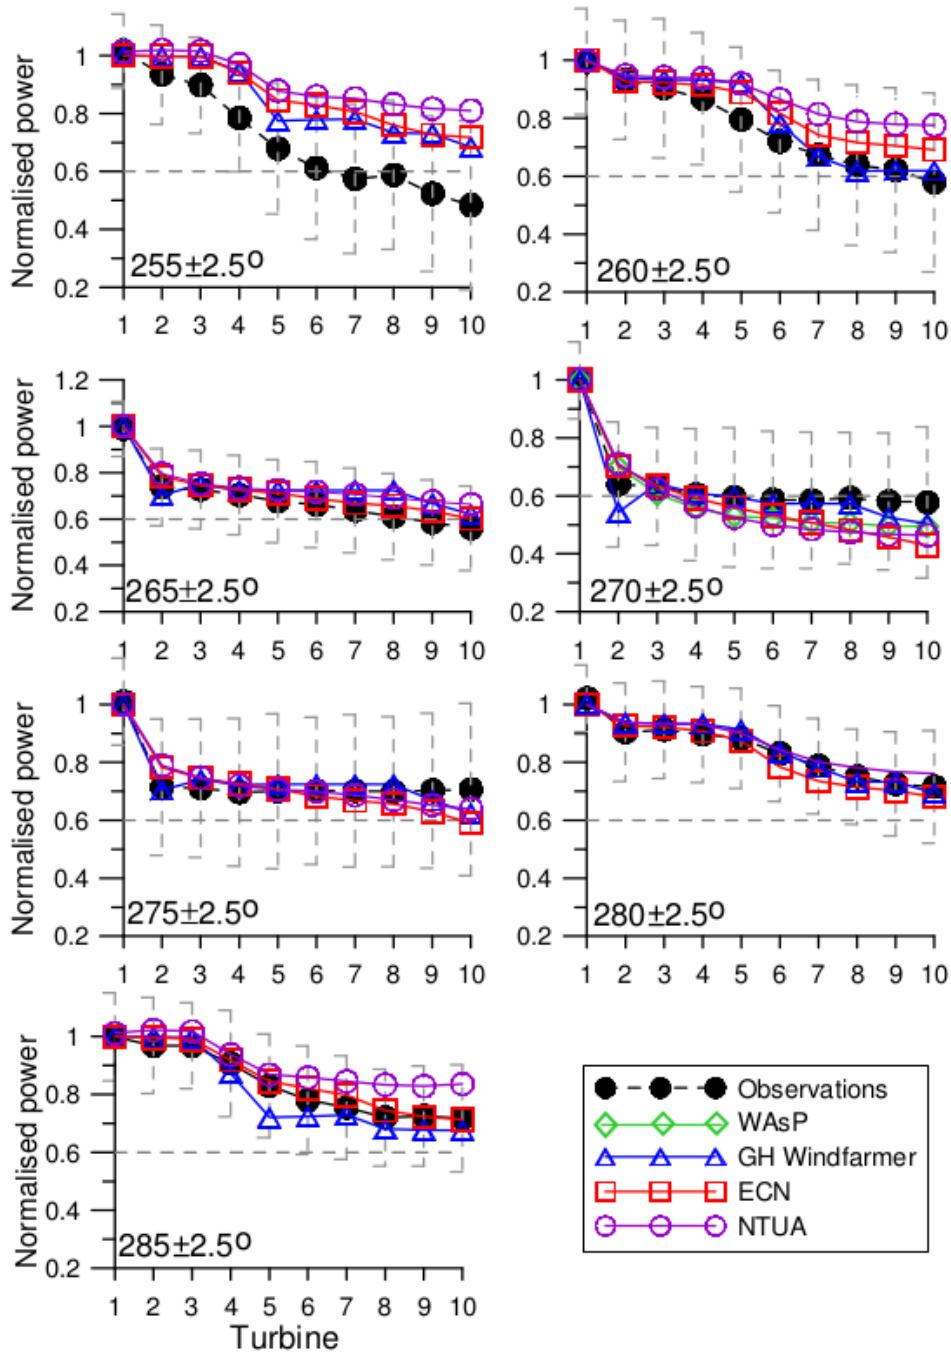 Normalised power
1
0.8
0.6
0.4
0.2
255±2.5º
1 2 3 4 5 6 7 8 9 10
1
0.8
0.6
0.4
0.2
260±2.5º
1 2 3 4 5 6 7 8 9 10
Normalised power
1.2
1
0.8
0.6
0.4
0.2
265±2.5º
1 2 3 4 5 6 7 8 9 10
1
0.8
0.6
0.4
0.2
270±2.5º
1 2 3 4 5 6 7 8 9 10
Normalised power
1
0.8
0.6
0.4
0.2
275±2.5º
1 2 3 4 5 6 7 8 9 10
1
0.8
0.6
0.4
0.2
280±2.5º
1 2 3 4 5 6 7 8 9 10
Normalised power
1
0.8
0.6
0.4
0.2
285±2.5º
1 2 3 4 5 6 7 8 9 10
Turbine
Observations
WAsP
GH Windfarmer
ECN
NTUA